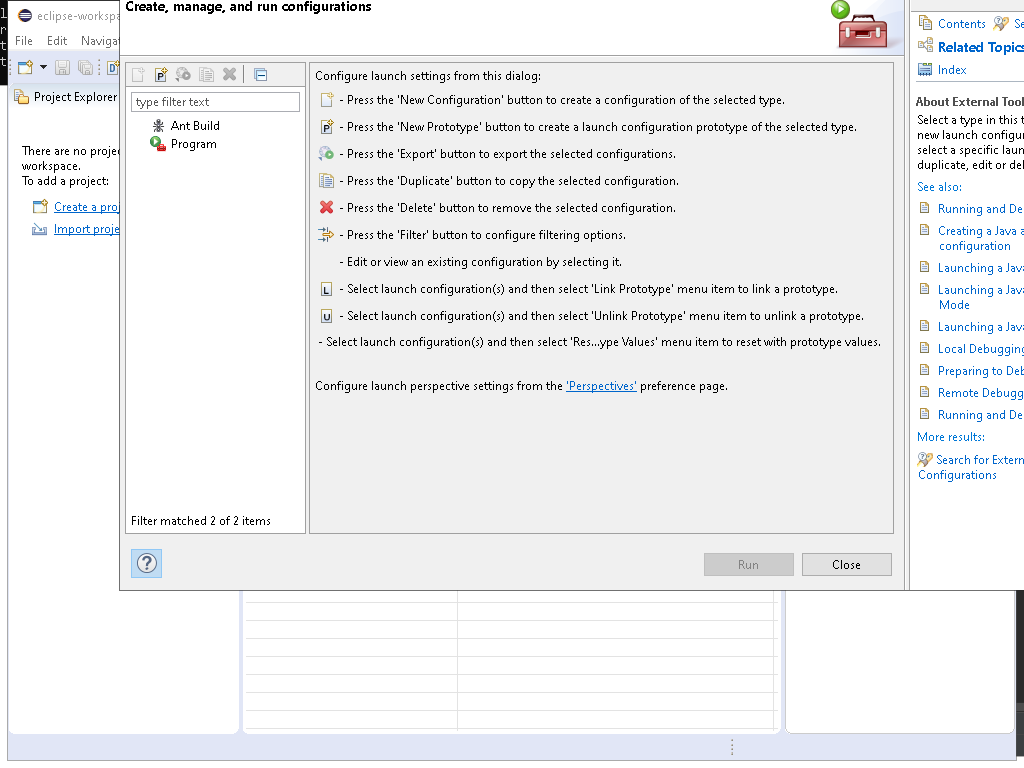 eclipse-workspa
File Edit Naviga
Project Explorer
There are no proje
workspace.
To add a project:
Create a proj
Import proje
Create, manage, and run configurations
type filter text
Ant Build
Program
Filter matched 2 of 2 items
Configure launch settings from this dialog:
- Press the 'New Configuration' button to create a configuration of the selected type.
- Press the 'New Prototype' button to create a launch configuration prototype of the selected type.
- Press the 'Export' button to export the selected configurations.
- Press the 'Duplicate' button to copy the selected configuration.
- Press the 'Delete' button to remove the selected configuration.
- Press the 'Filter' button to configure filtering options.
- Edit or view an existing configuration by selecting it.
L - Select launch configuration(s) and then select 'Link Prototype' menu item to link a prototype.
U - Select launch configuration(s) and then select 'Unlink Prototype' menu item to unlink a prototype.
- Select launch configuration(s) and then select 'Res...ype Values' menu item to reset with prototype values.
Configure launch perspective settings from the 'Perspectives' preference page.
?
Run
Close
Contents Se
Related Topics
Index
About External Tool
Select a type in this t
new launch configur
select a specific laun
duplicate, edit or del
See also:
Running and De
Creating a Java a
configuration
Launching a Java
Launching a Java
Mode
Launching a Java
Local Debugging
Preparing to Deb
Remote Debugg
Running and De
More results:
Search for Extern
Configurations